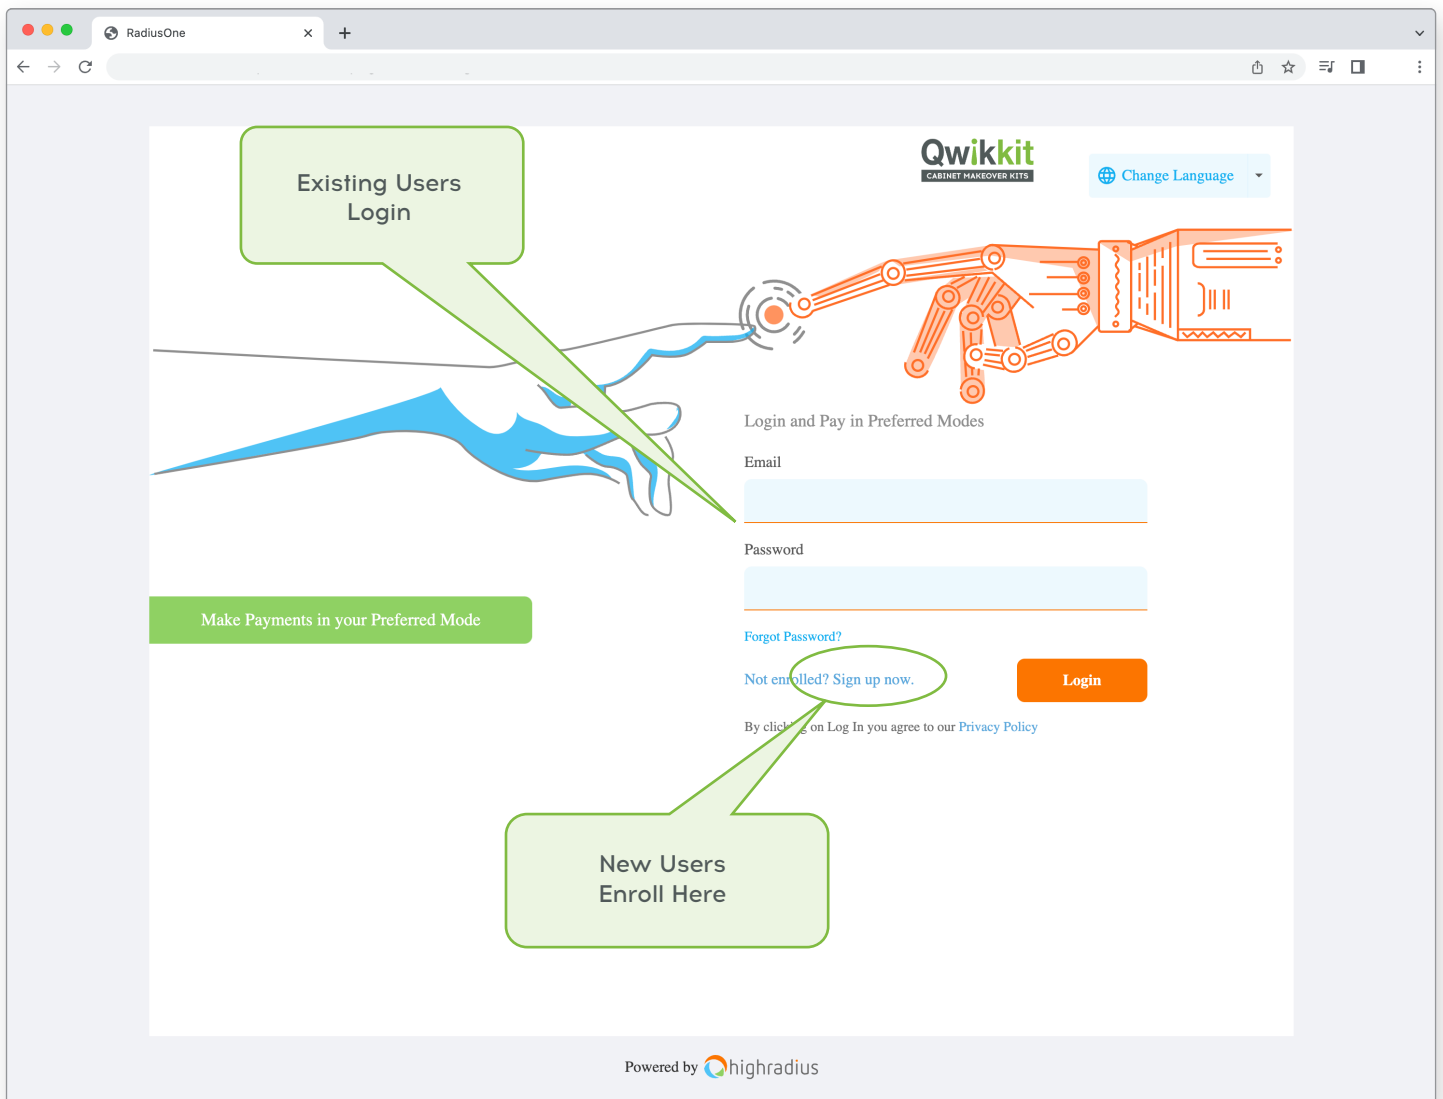 RadiusOne
Existing Users
Login
Qwikkit
CABINET MAKEOVER KITS
Change Language
Login and Pay in Preferred Modes
Email
Password
Make Payments in your Preferred Mode
Forgot Password?
Not enrolled? Sign up now.
Login
By on Log In you agree to our Privacy Policy
New Users
Enroll Here
Powered by highradius